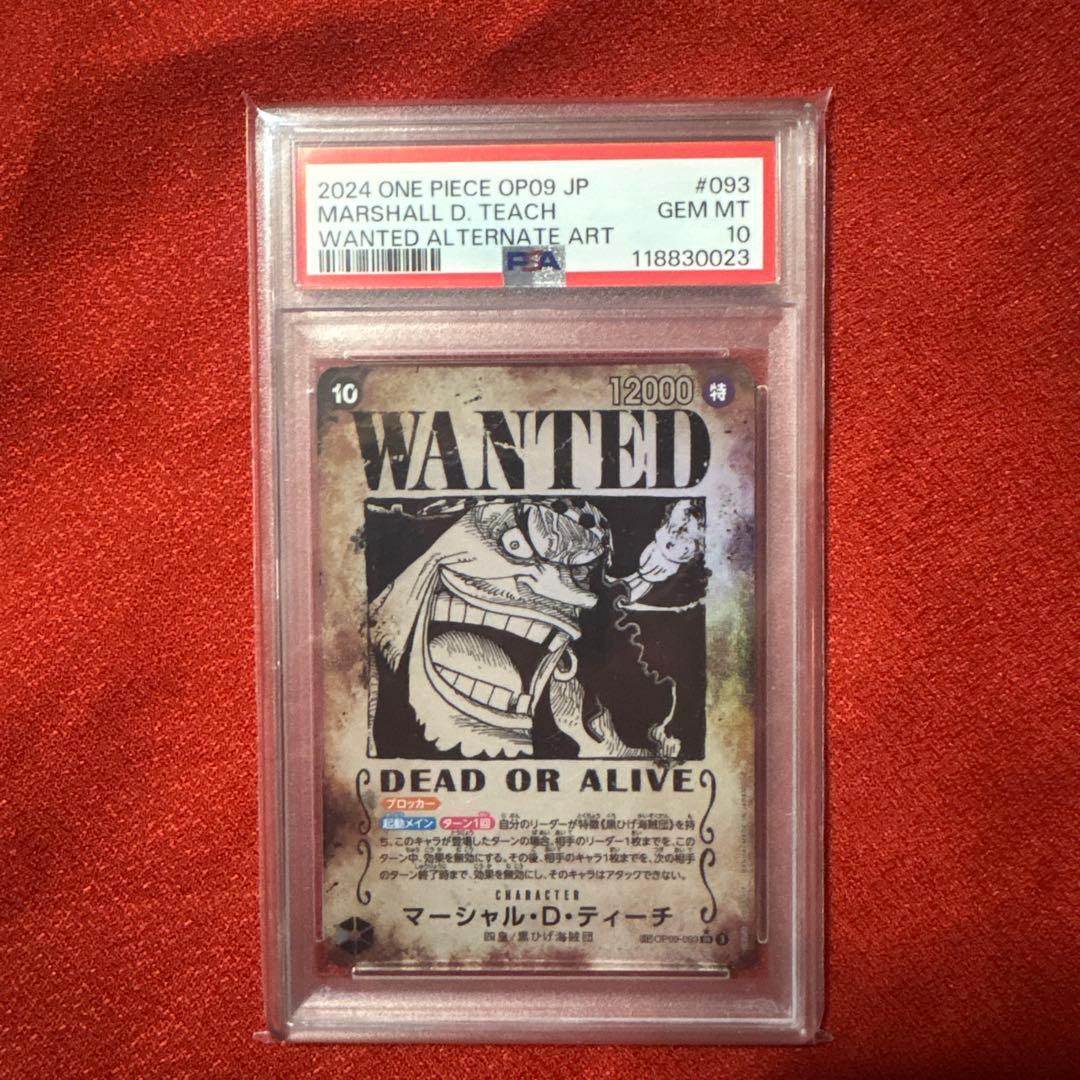 2024 ONE PIECE OP09 JP #093
MARSHALL D. TEACH GEM MT
WANTED ALTERNATE ART 10
PSA 118830023
10 12000 特
WANTED
DEAD OR ALIVE
ブロッカー
起動メイン ターン1回 自分のリーダーが特徴《黒ひげ海賊団》を持
ち、このキャラが登場したターンの場合、相手のリーダー1枚までを、この
ターン中、効果を無効にする。その後、相手のキャラ1枚までを、次の相手
のターン終了時まで、効果を無効にし、そのキャラはアタックできない。
CHARACTER
マーシャル・D・ティーチ
四皇/黒ひげ海賊団 OP09-093 SR 3